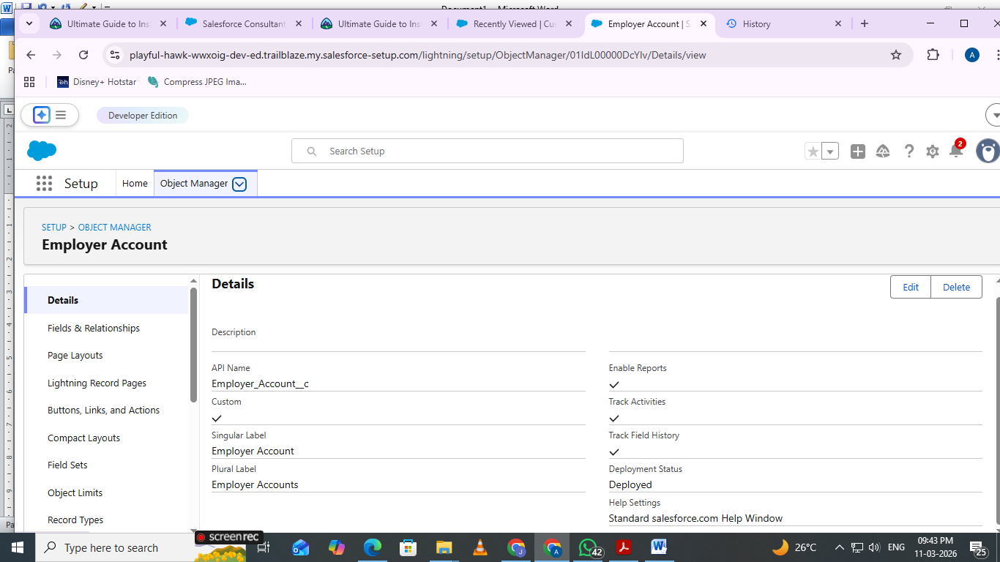 Document1 - Microsoft Word
Ultimate Guide to Ins
Salesforce Consultant
Ultimate Guide to Ins
Recently Viewed | Cus
Employer Account | S
History
playful-hawk-wwxoig-dev-ed.trailblaze.my.salesforce-setup.com/lightning/setup/ObjectManager/01IdL00000DcYlv/Details/view
A
Disney+ Hotstar
Compress JPEG Ima...
Developer Edition
Search Setup
2
Setup
Home
Object Manager
SETUP > OBJECT MANAGER
Employer Account
Details
Fields & Relationships
Page Layouts
Lightning Record Pages
Buttons, Links, and Actions
Compact Layouts
Field Sets
Object Limits
Record Types
Details
Edit
Delete
Description
API Name
Employer_Account__c
Custom
Singular Label
Employer Account
Plural Label
Employer Accounts
Enable Reports
Track Activities
Track Field History
Deployment Status
Deployed
Help Settings
Standard salesforce.com Help Window
screenrec
Type here to search
42
26°C
ENG
09:43 PM
11-03-2026
25